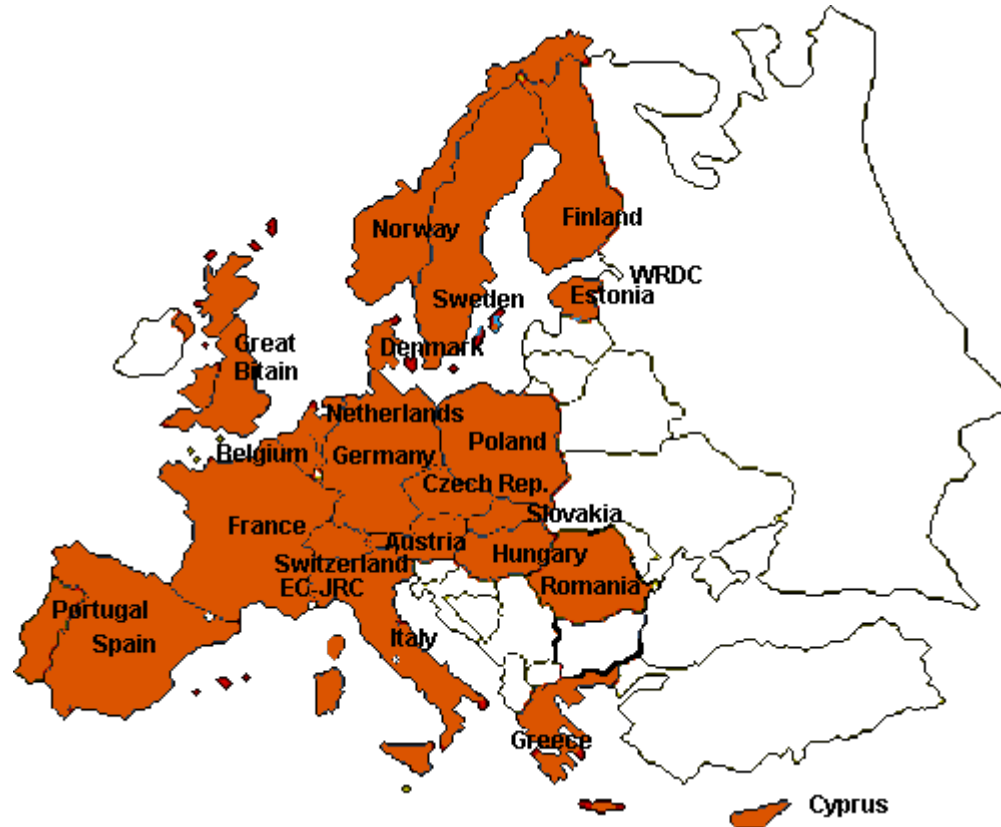 Norway
Finland
WRDC
Sweden
Estonia
Great
Bitain
Denmark
Netherlands
Belgium
Germany
Poland
Czech Rep.
Slovakia
France
Austria
Hungary
Switzerland
EC-JRC
Romania
Portugal
Spain
Italy
Greece
Cyprus